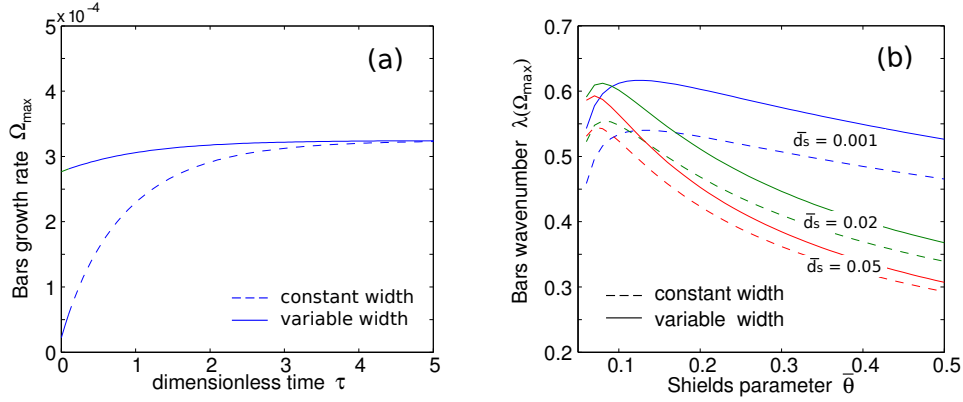 ×10⁻⁴
(a)
5
4
3
2
1
0
Bars growth rate Ω_max
constant width
variable width
0 1 2 3 4 5
dimensionless time τ
(b)
0.7
0.6
0.5
0.4
0.3
0.2
Bars wavenumber λ(Ω_max)
d̅s = 0.001
d̅s = 0.02
d̅s = 0.05
constant width
variable width
0.1 0.2 0.3 0.4 0.5
Shields parameter θ̅